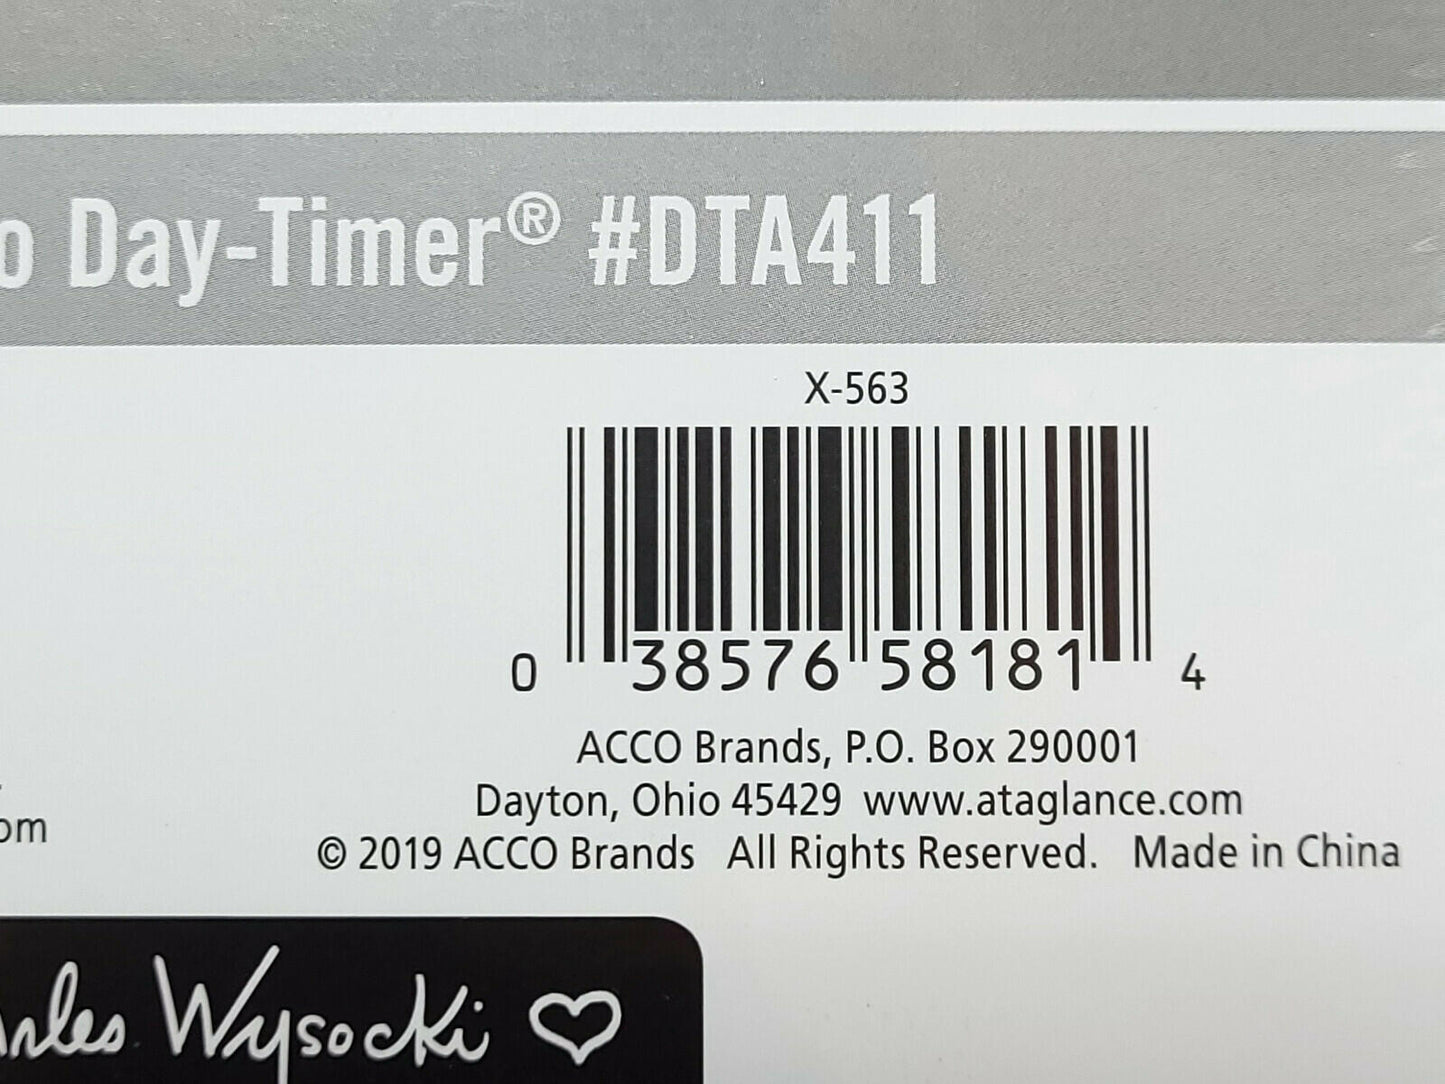 Day-Timer® #DTA411
X-563
0 38576 58181 4
ACCO Brands, P.O. Box 290001
Dayton, Ohio 45429 www.ataglance.com
© 2019 ACCO Brands All Rights Reserved. Made in China
Wysocki